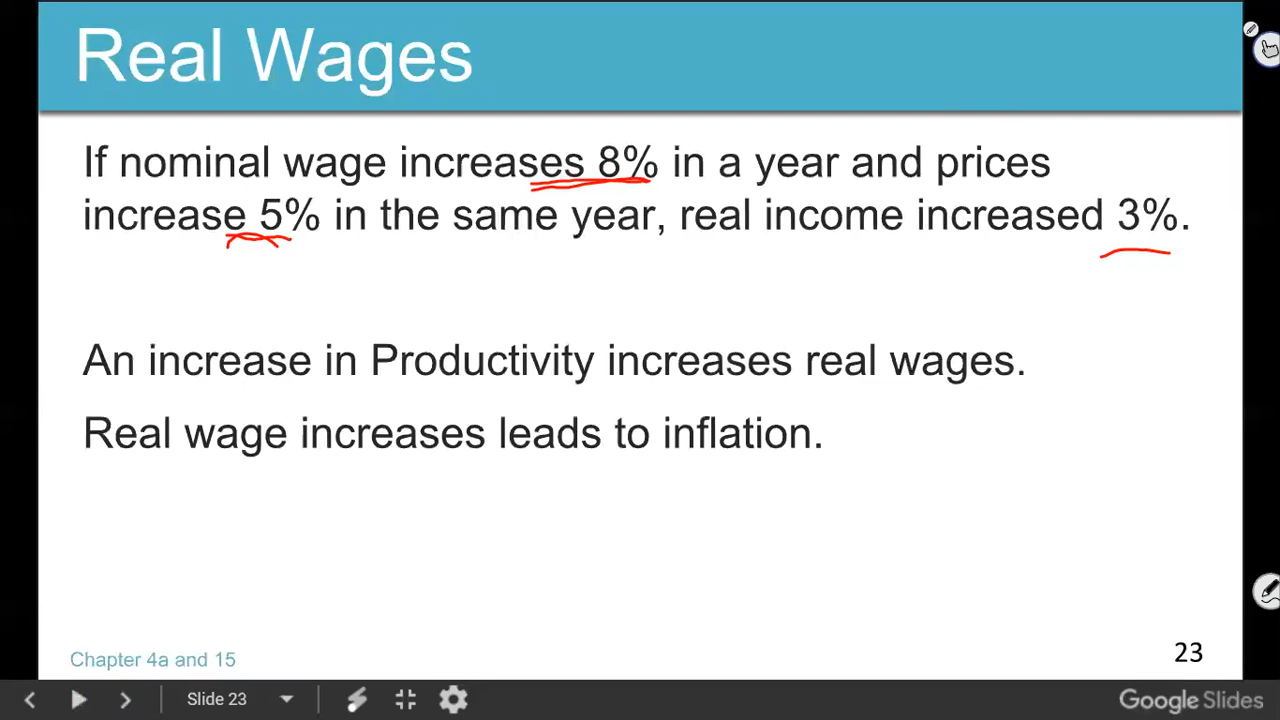 Real Wages
If nominal wage increases 8% in a year and prices
increase 5% in the same year, real income increased 3%.
An increase in Productivity increases real wages.
Real wage increases leads to inflation.
Chapter 4a and 15
23
Slide 23
Google Slides